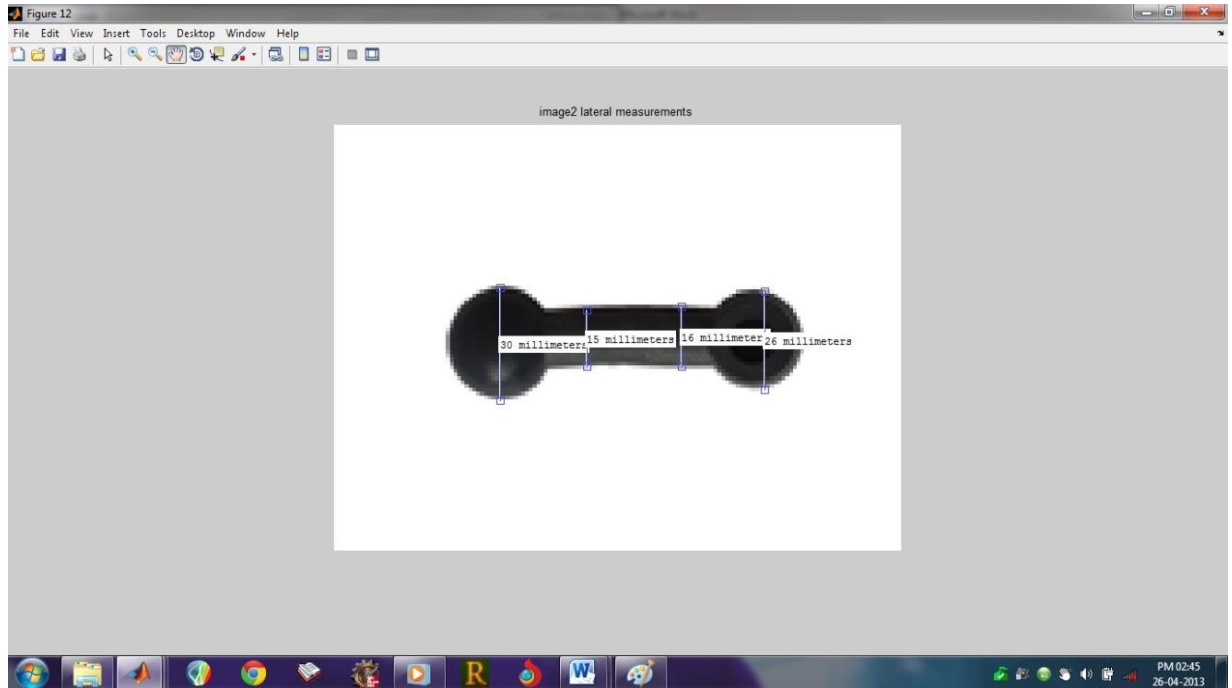 Figure 12
File Edit View Insert Tools Desktop Window Help
image2 lateral measurements
30 millimeters
15 millimeters
16 millimeter
26 millimeters
R
W
PM 02:45
26-04-2013